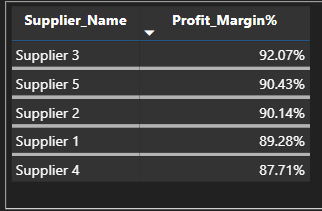 Supplier_Name Profit_Margin%
Supplier 3 92.07%
Supplier 5 90.43%
Supplier 2 90.14%
Supplier 1 89.28%
Supplier 4 87.71%